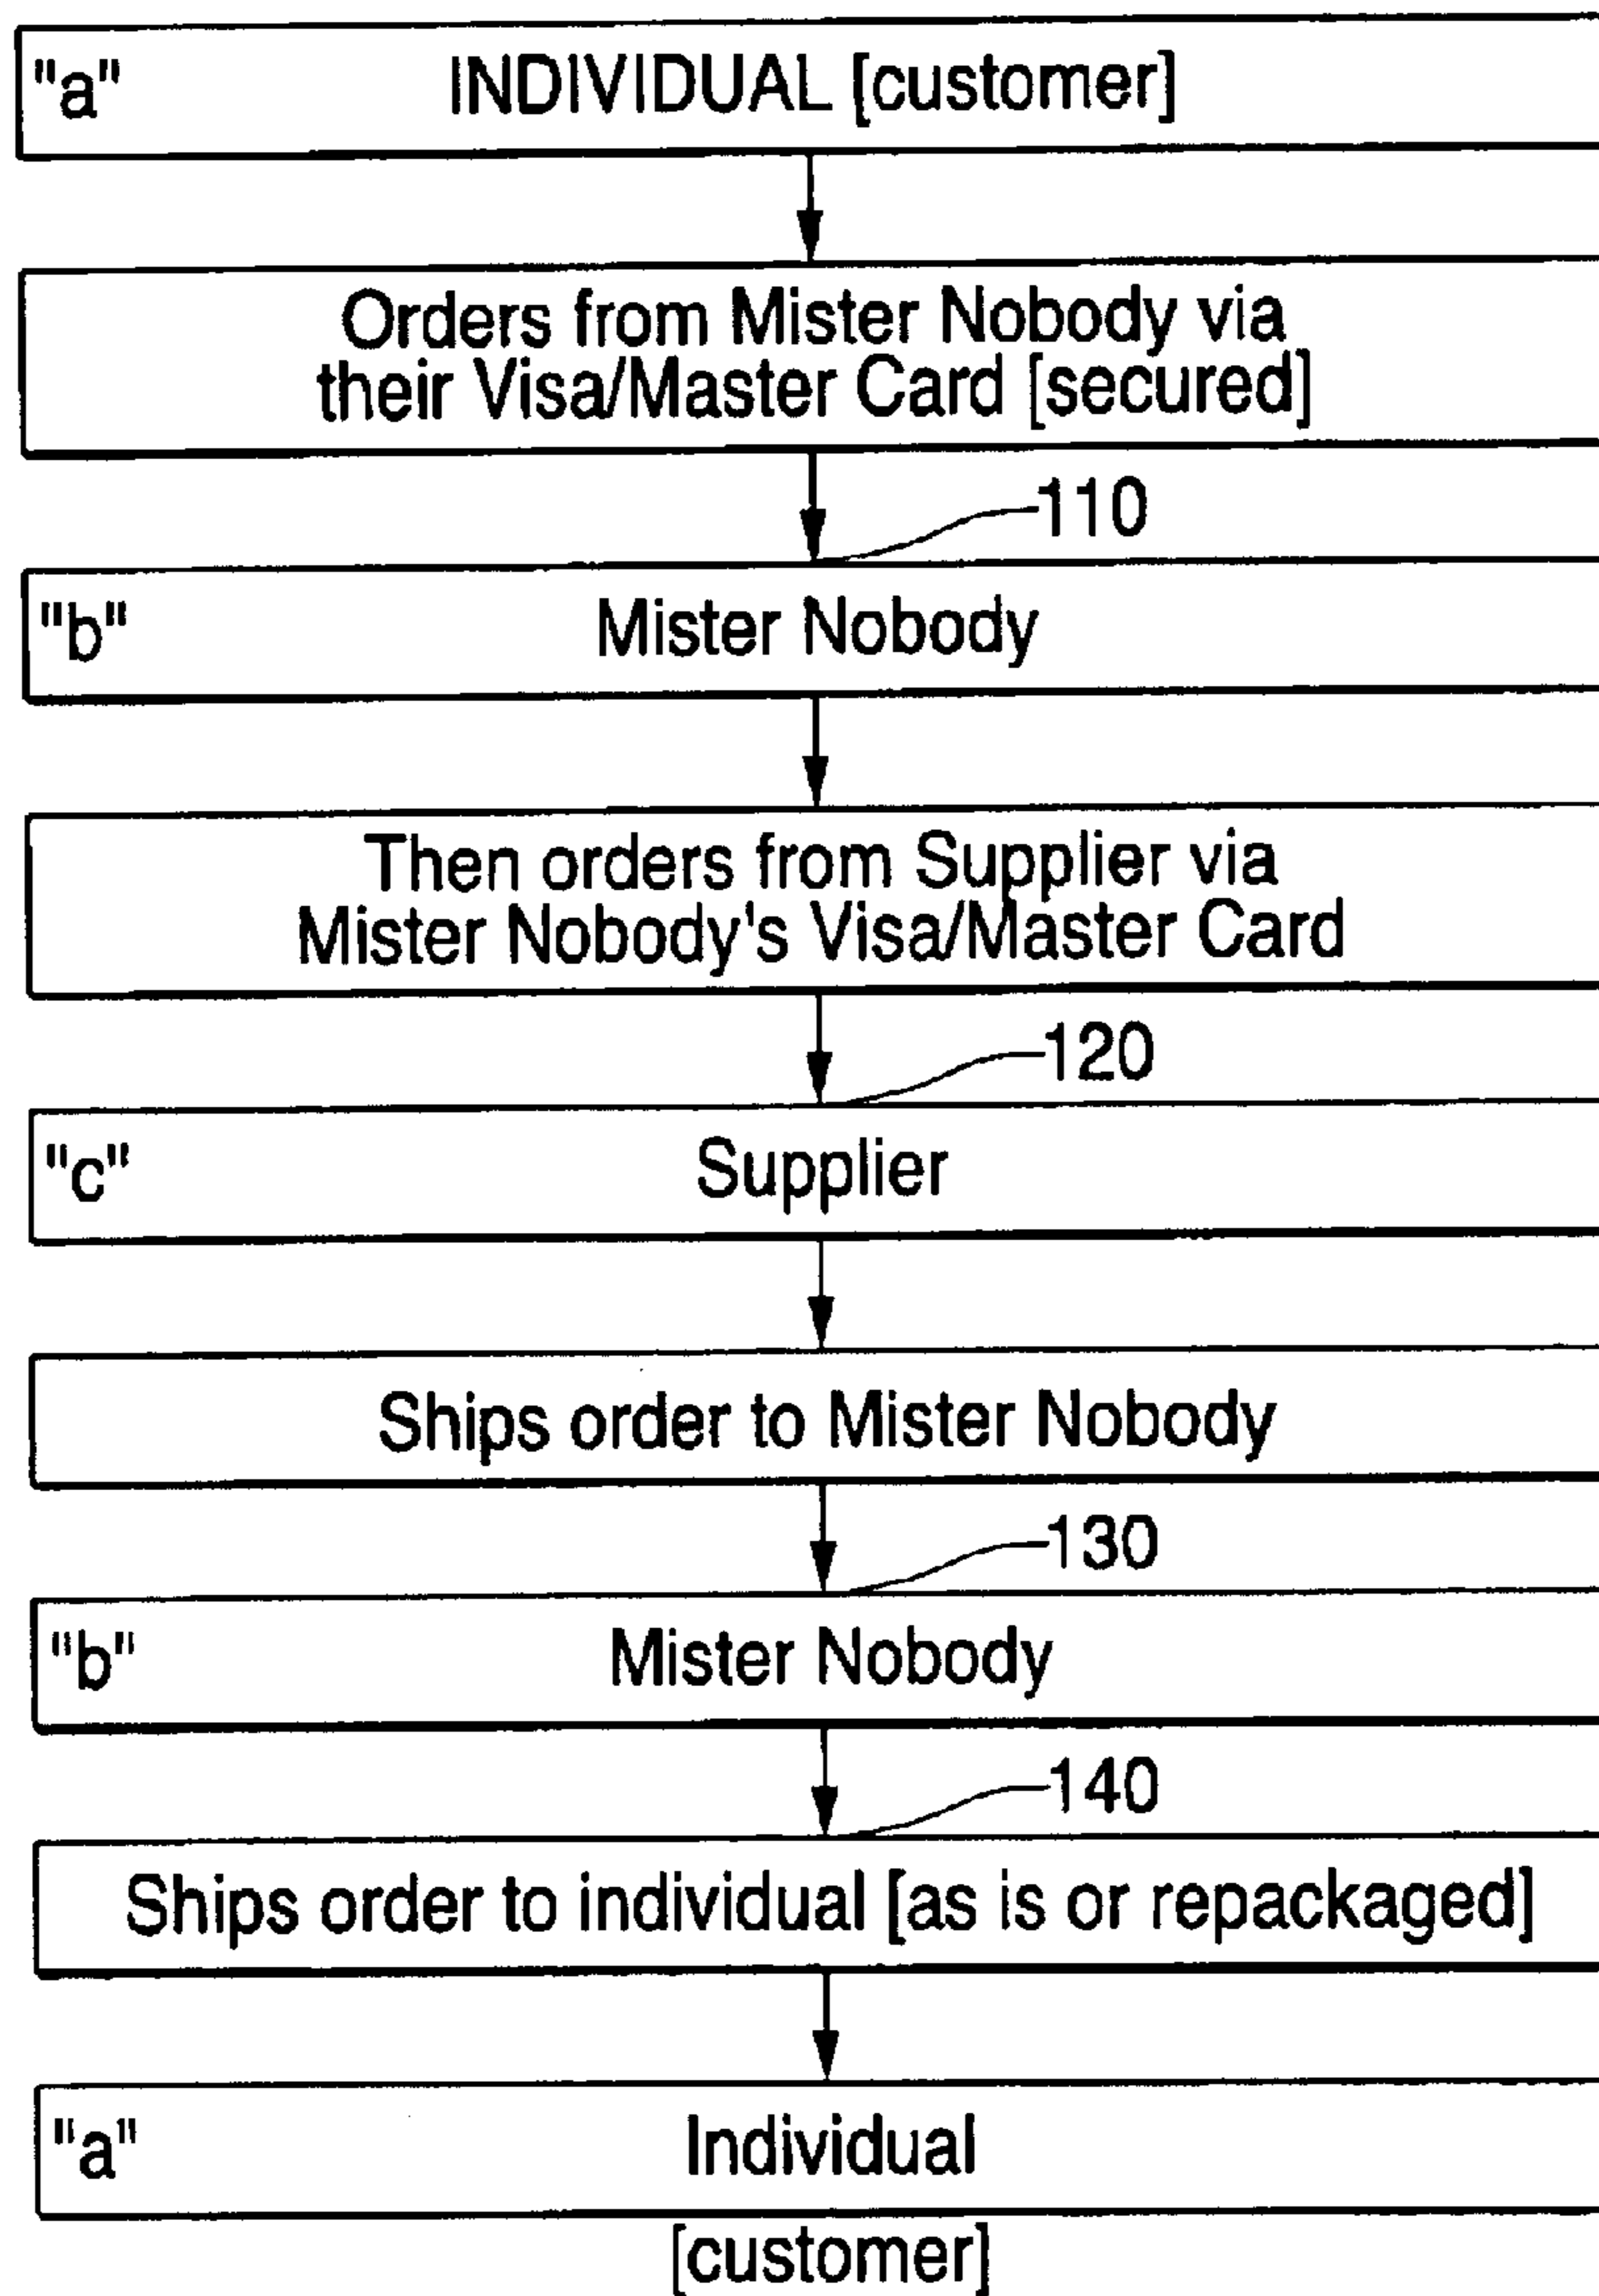 "a" INDIVIDUAL [customer]
Orders from Mister Nobody via
their Visa/Master Card [secured]
110
"b" Mister Nobody
Then orders from Supplier via
Mister Nobody's Visa/Master Card
120
"c" Supplier
Ships order to Mister Nobody
130
"b" Mister Nobody
140
Ships order to individual [as is or repackaged]
"a" Individual
[customer]